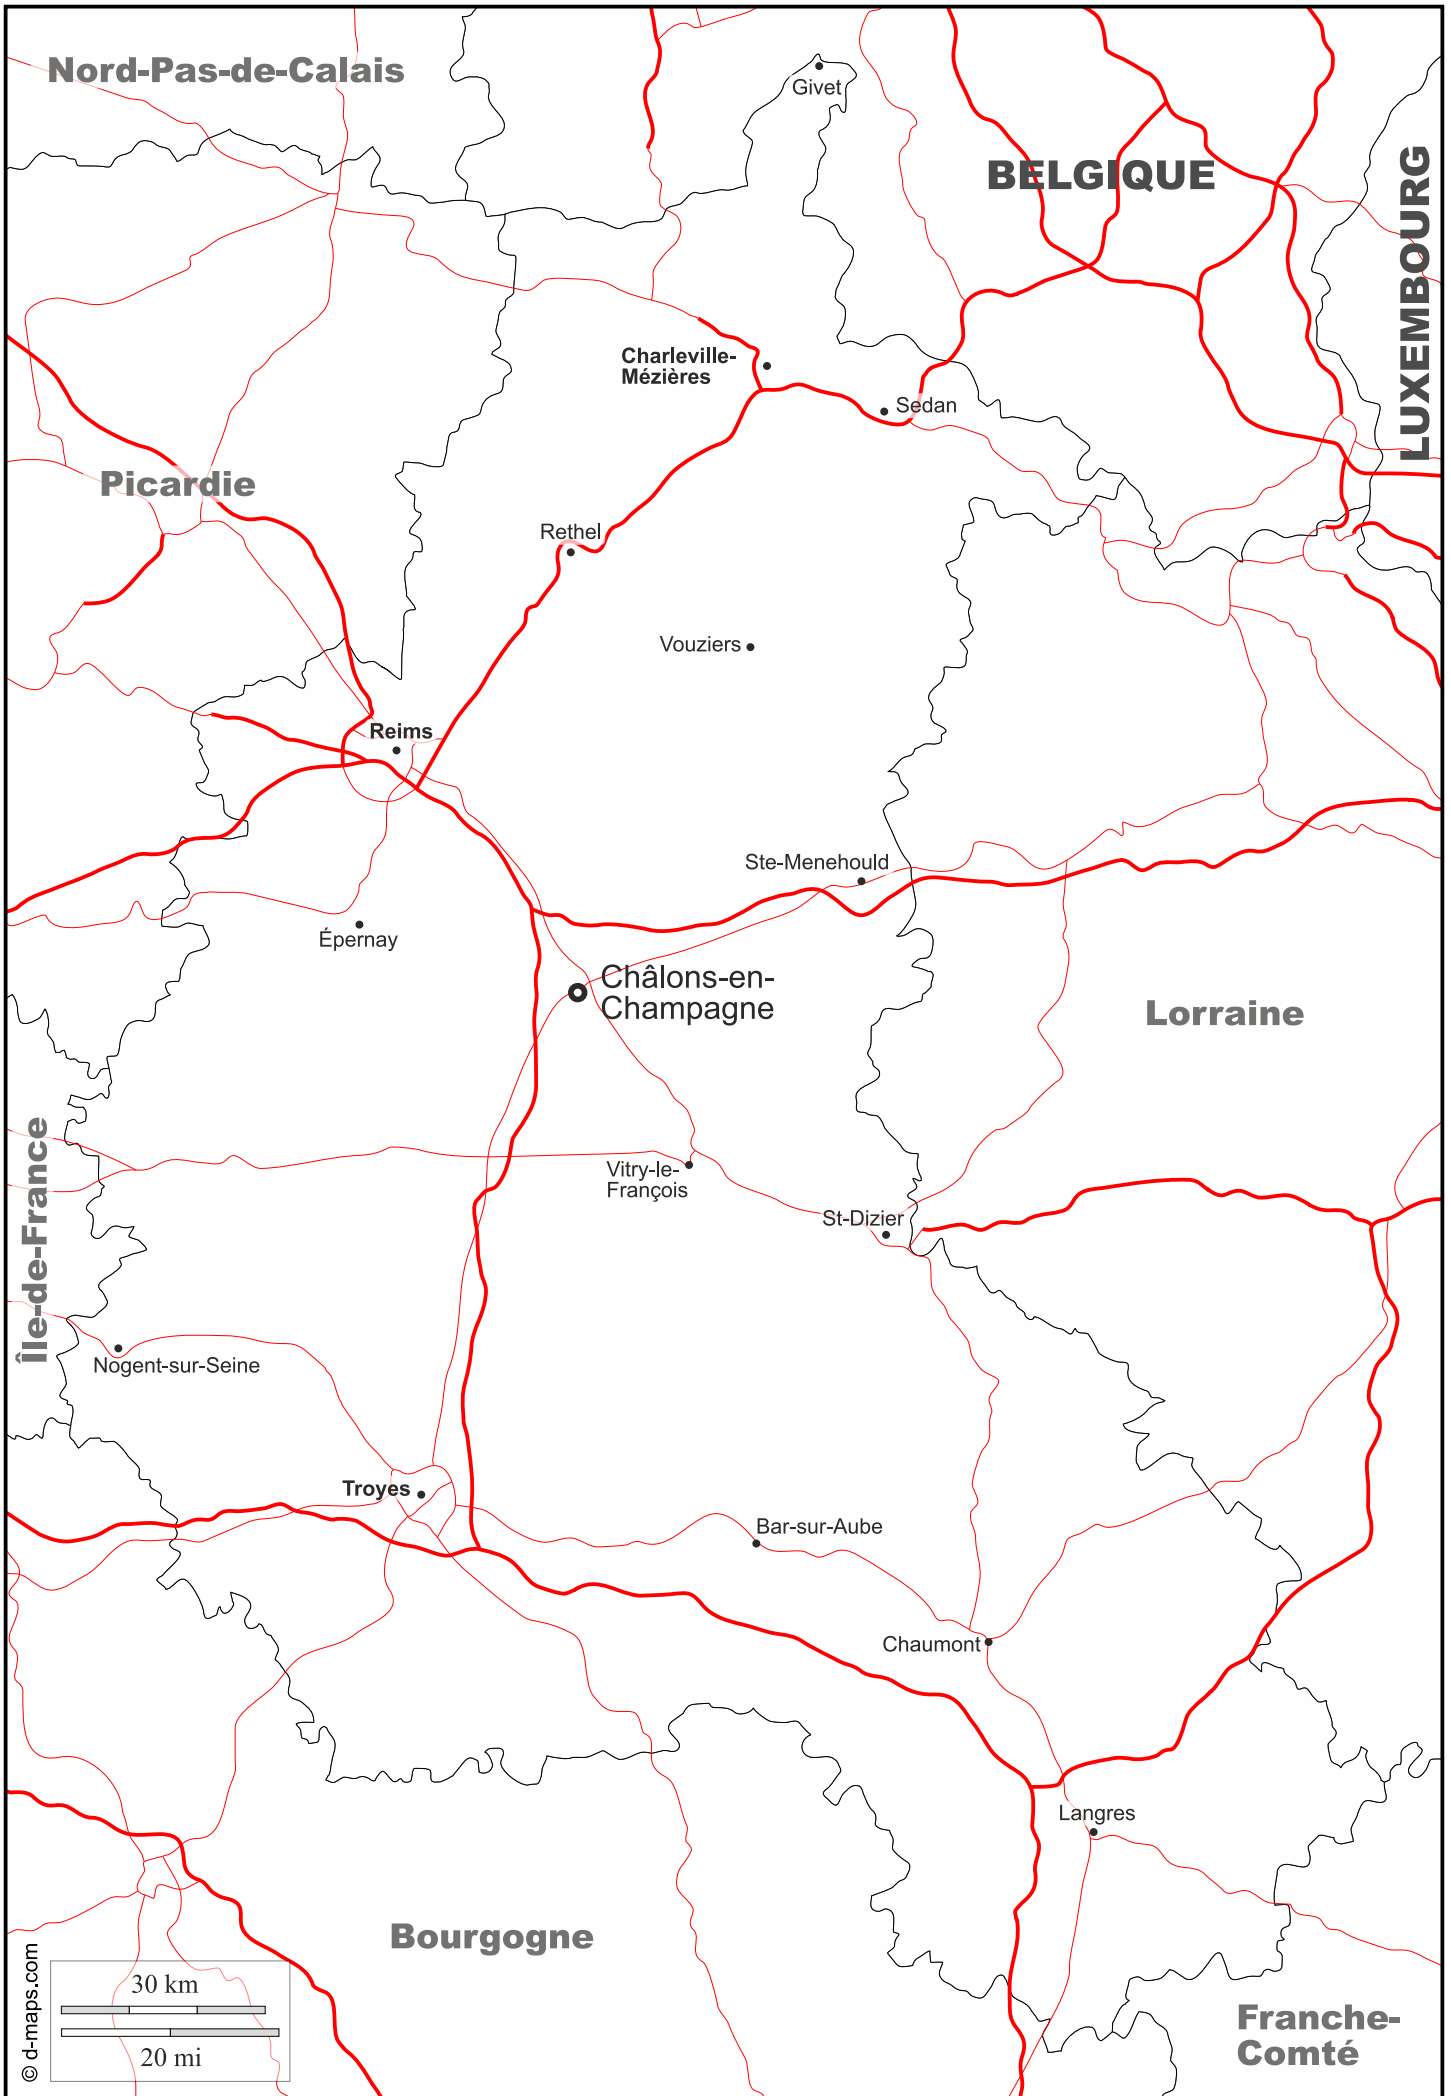 Nord-Pas-de-Calais
Givet
BELGIQUE
LUXEMBOURG
Charleville-
Mézières
Sedan
Picardie
Rethel
Vouziers
Reims
Ste-Menehould
Épernay
Châlons-en-
Champagne
Lorraine
Île-de-France
Vitry-le-
François
St-Dizier
Nogent-sur-Seine
Troyes
Bar-sur-Aube
Chaumont
Langres
Bourgogne
Franche-
Comté
© d-maps.com
30 km
20 mi